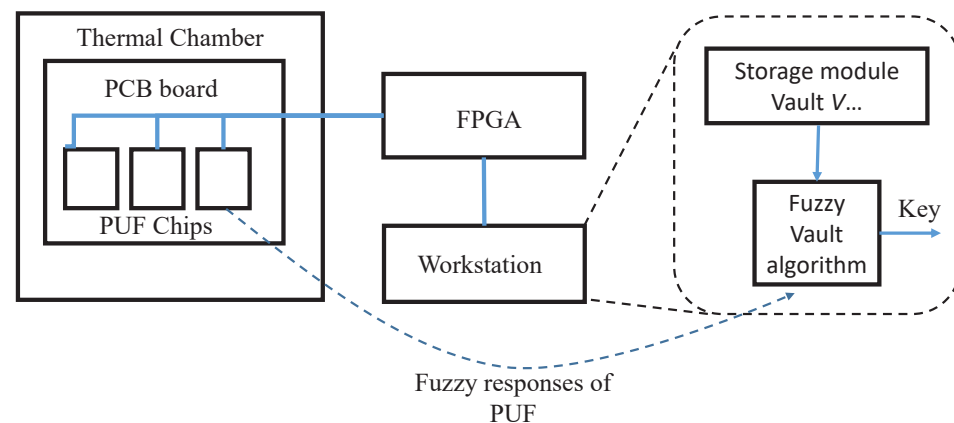 Thermal Chamber
PCB board
PUF Chips
FPGA
Workstation
Storage module
Vault V...
Fuzzy
Vault
algorithm
Key
Fuzzy responses of
PUF